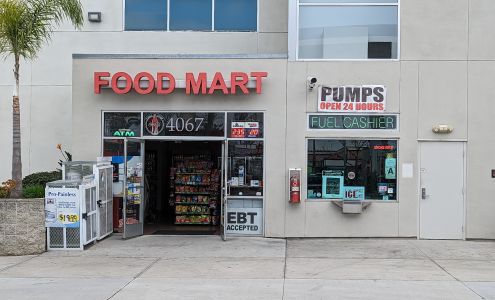 FOOD MART
PUMPS
OPEN 24 HOURS
FUEL CASHIER
ATM
4067
EBT
ACCEPTED
ICE